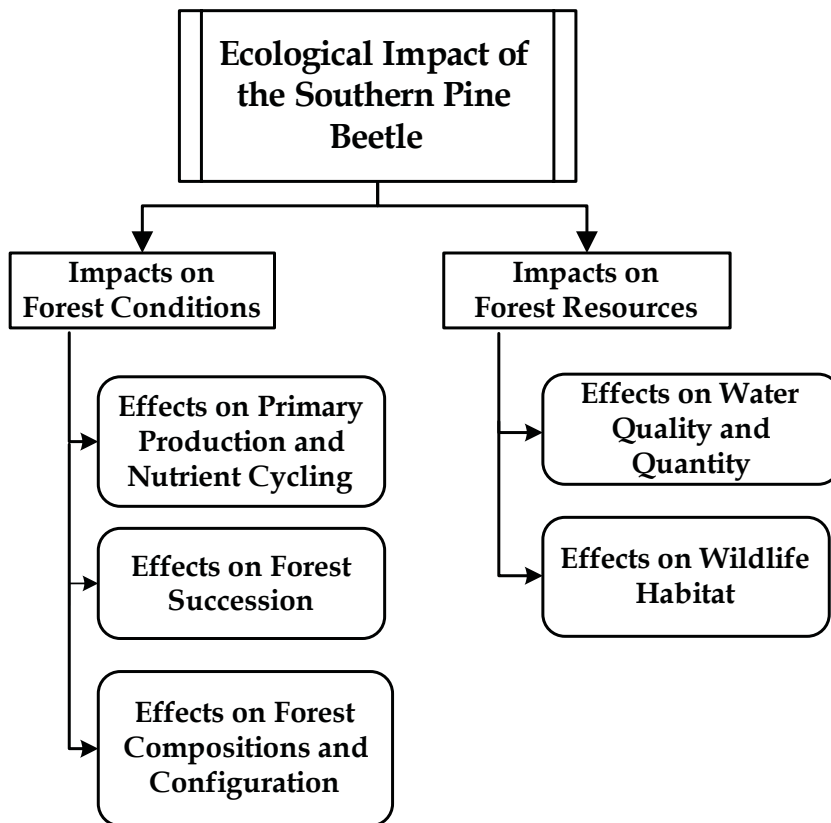 Ecological Impact of
the Southern Pine
Beetle
Impacts on
Forest Conditions
Impacts on
Forest Resources
Effects on Primary
Production and
Nutrient Cycling
Effects on Forest
Succession
Effects on Forest
Compositions and
Configuration
Effects on Water
Quality and
Quantity
Effects on Wildlife
Habitat